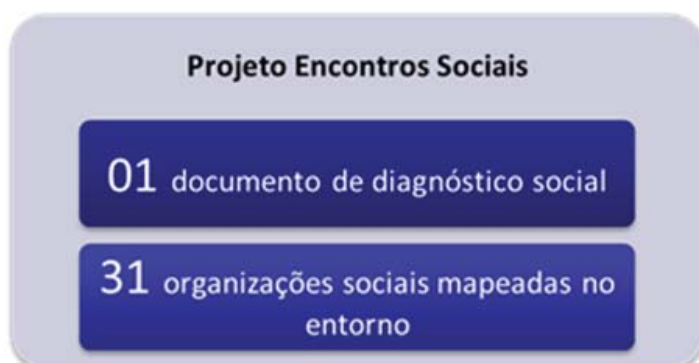 Projeto Encontros Sociais
01 documento de diagnóstico social
31 organizações sociais mapeadas no
entorno